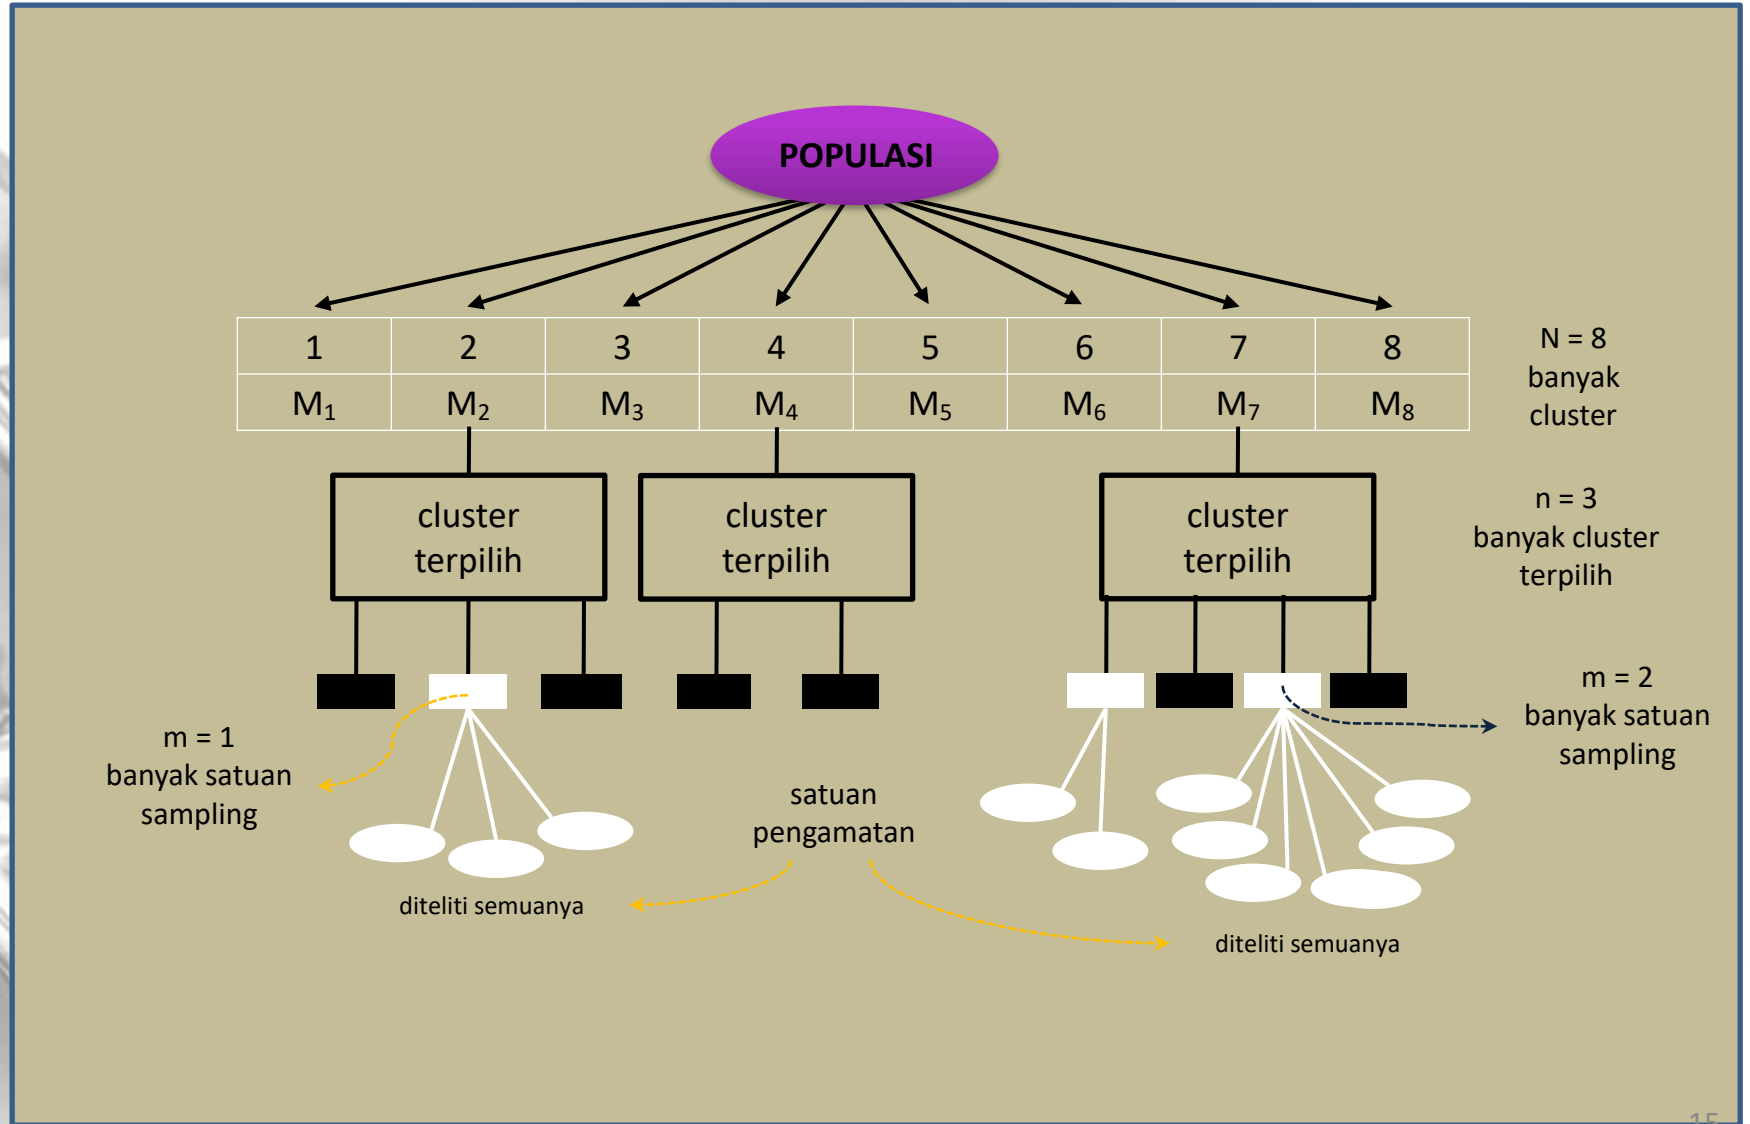 POPULASI
1 2 3 4 5 6 7 8
M₁ M₂ M₃ M₄ M₅ M₆ M₇ M₈
N = 8
banyak
cluster
cluster
terpilih
cluster
terpilih
cluster
terpilih
n = 3
banyak cluster
terpilih
m = 1
banyak satuan
sampling
m = 2
banyak satuan
sampling
satuan
pengamatan
diteliti semuanya
diteliti semuanya
15